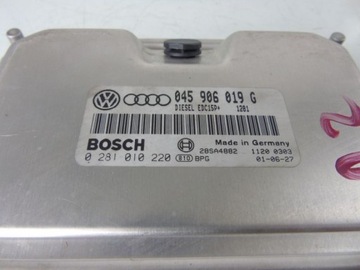 045 906 019 G
DIESEL EDC15P+ 1281
BOSCH
Made in Germany
28SA4882 1120 0303
0 281 010 220 BPG 01-06-27